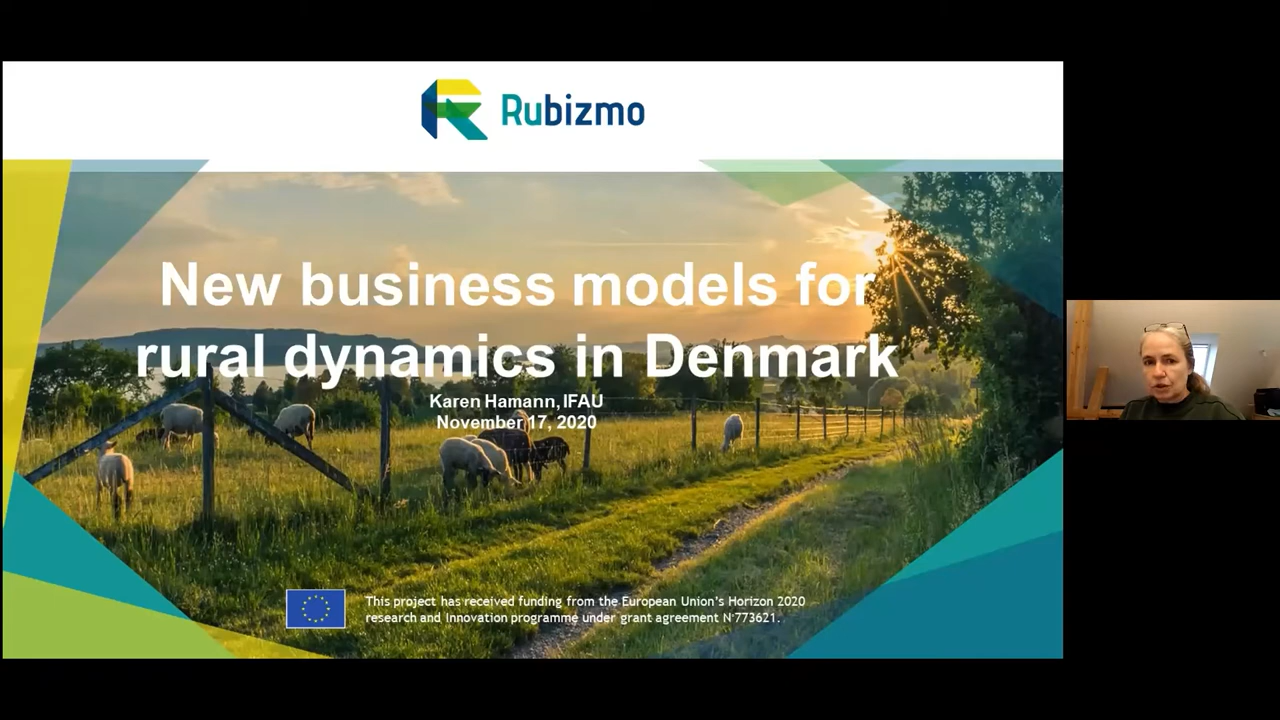 Rubizmo
New business models for
rural dynamics in Denmark
Karen Hamann, IFAU
November 17, 2020
This project has received funding from the European Union's Horizon 2020
research and Innovation programme under grant agreement N°773621.